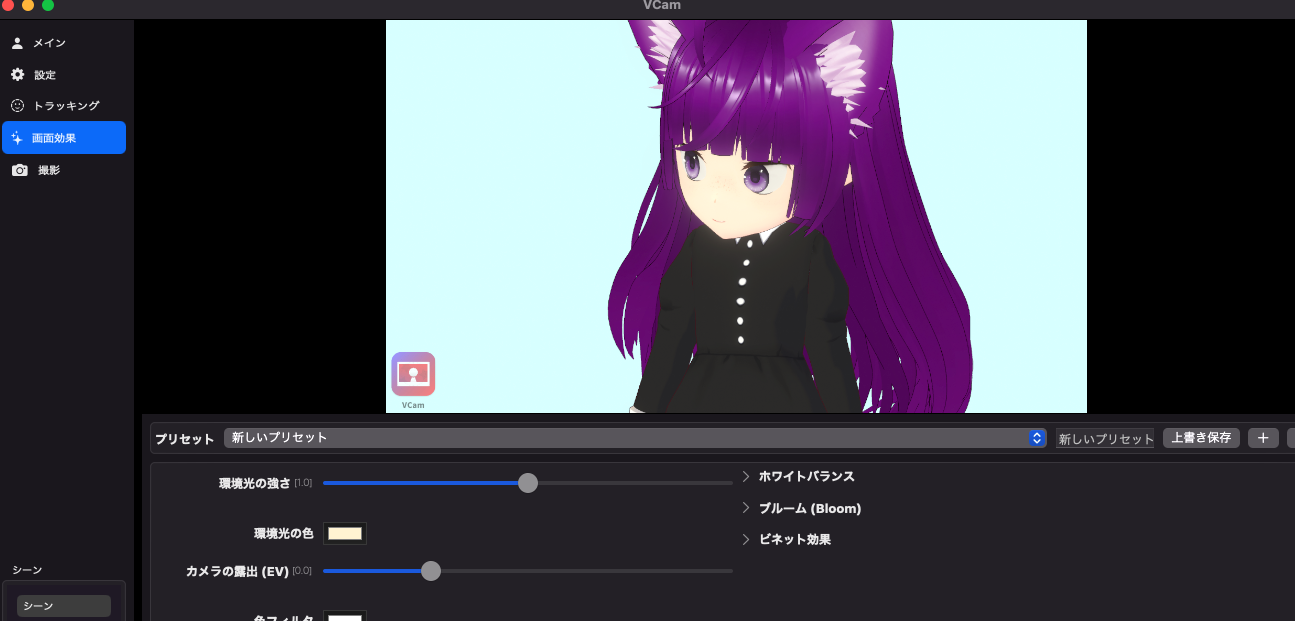 VCam
メイン
設定
トラッキング
画面効果
撮影
VCam
プリセット 新しいプリセット 新しいプリセット 上書き保存 +
環境光の強さ [1.0]
環境光の色
カメラの露出 (EV) [0.0]
色フィルタ
ホワイトバランス
ブルーム (Bloom)
ビネット効果
シーン
シーン